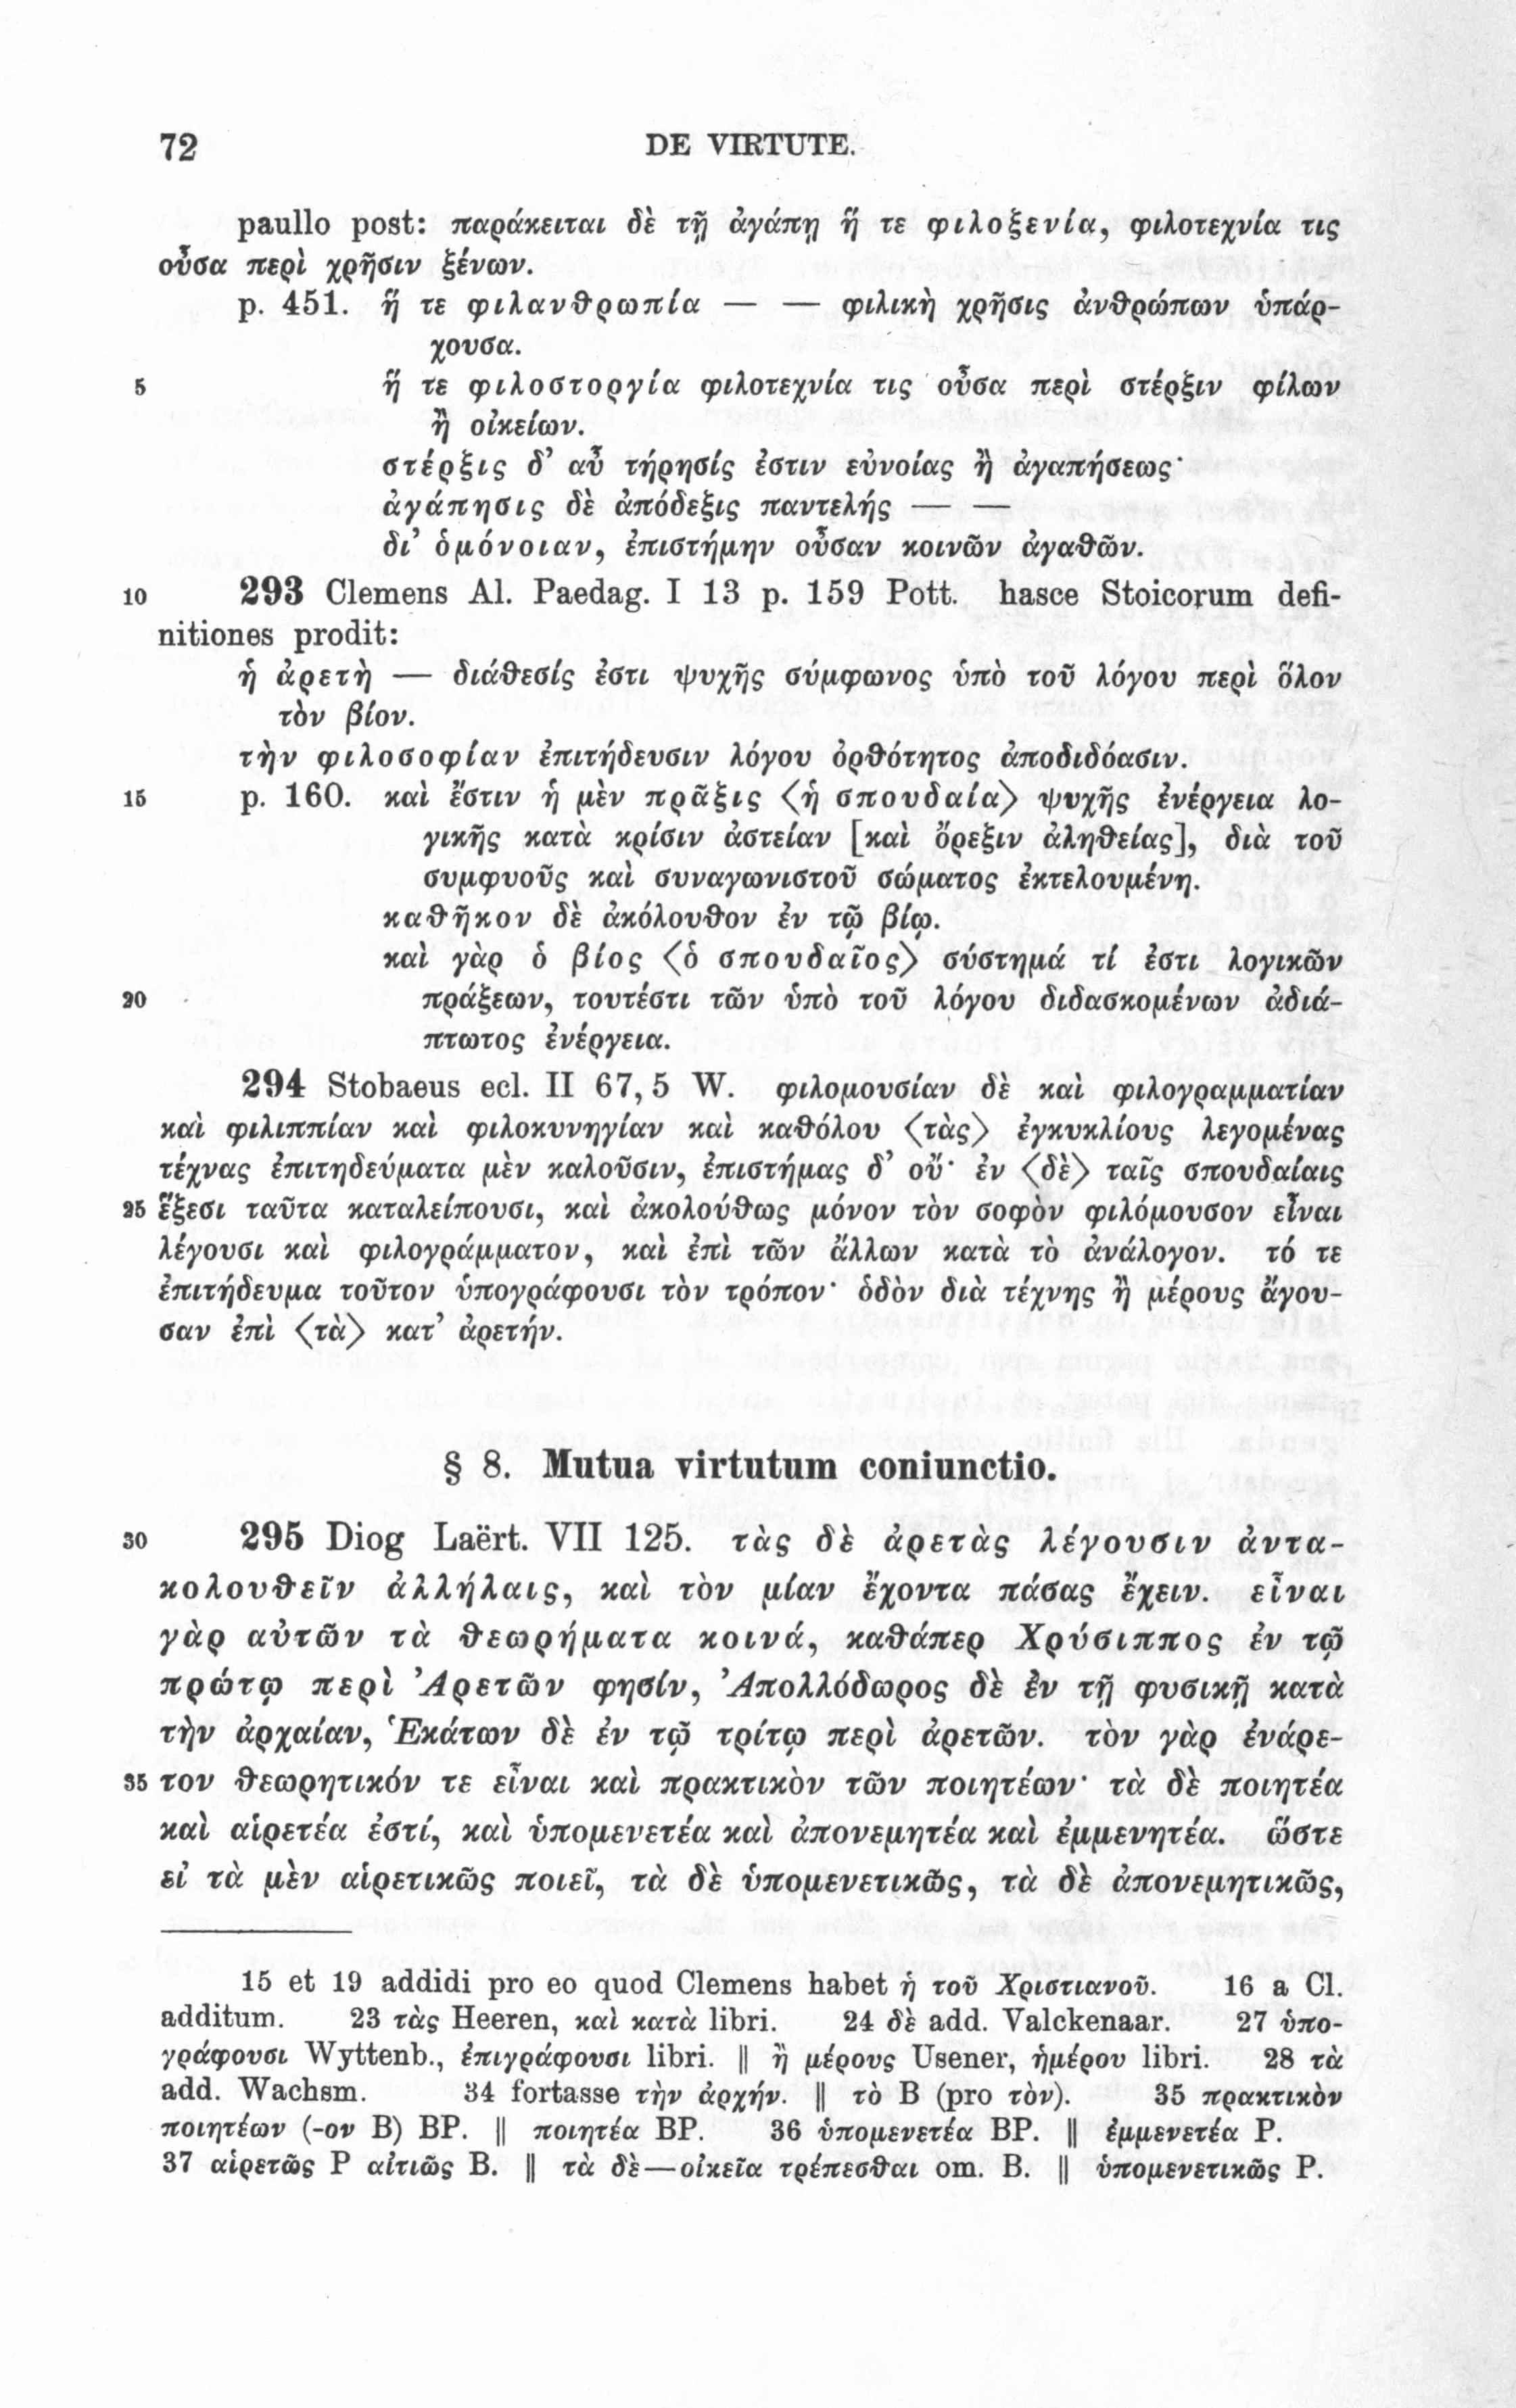 72 DE VIRTUTE.
paullo post: παράκειται δὲ τῇ ἀγάπῃ ἥ τε φιλοξενία, φιλοτεχνία τις
οὖσα περὶ χρῆσιν ξένων.
p. 451. ἥ τε φιλανθρωπία — — φιλικὴ χρῆσις ἀνθρώπων ὑπάρ-
χουσα.
5 ἥ τε φιλοστοργία φιλοτεχνία τις οὖσα περὶ στέρξιν φίλων
ἢ οἰκείων.
στέρξις δ’ αὖ τήρησίς ἐστιν εὐνοίας ἢ ἀγαπήσεως·
ἀγάπησις δὲ ἀπόδεξις παντελής — —
δι’ ὁμόνοιαν, ἐπιστήμην οὖσαν κοινῶν ἀγαθῶν.
10 293 Clemens Al. Paedag. I 13 p. 159 Pott. hasce Stoicorum defi-
nitiones prodit:
ἡ ἀρετὴ — διάθεσίς ἐστι ψυχῆς σύμφωνος ὑπὸ τοῦ λόγου περὶ ὅλον
τὸν βίον.
τὴν φιλοσοφίαν ἐπιτήδευσιν λόγου ὀρθότητος ἀποδιδόασιν.
15 p. 160. καὶ ἔστιν ἡ μὲν πρᾶξις ⟨ἡ σπουδαία⟩ ψυχῆς ἐνέργεια λο-
γικῆς κατὰ κρίσιν ἀστείαν [καὶ ὄρεξιν ἀληθείας], διὰ τοῦ
συμφυοῦς καὶ συναγωνιστοῦ σώματος ἐκτελουμένη.
καθῆκον δὲ ἀκόλουθον ἐν τῷ βίῳ.
καὶ γὰρ ὁ βίος ⟨ὁ σπουδαῖος⟩ σύστημά τί ἐστι λογικῶν
20 πράξεων, τουτέστι τῶν ὑπὸ τοῦ λόγου διδασκομένων ἀδιά-
πτωτος ἐνέργεια.
294 Stobaeus ecl. II 67, 5 W. φιλομουσίαν δὲ καὶ φιλογραμματίαν
καὶ φιλιππίαν καὶ φιλοκυνηγίαν καὶ καθόλου ⟨τὰς⟩ ἐγκυκλίους λεγομένας
τέχνας ἐπιτηδεύματα μὲν καλοῦσιν, ἐπιστήμας δ’ οὔ· ἐν ⟨δὲ⟩ ταῖς σπουδαίαις
25 ἕξεσι ταῦτα καταλείπουσι, καὶ ἀκολούθως μόνον τὸν σοφὸν φιλόμουσον εἶναι
λέγουσι καὶ φιλογράμματον, καὶ ἐπὶ τῶν ἄλλων κατὰ τὸ ἀνάλογον. τό τε
ἐπιτήδευμα τοῦτον ὑπογράφουσι τὸν τρόπον· ὁδὸν διὰ τέχνης ἢ μέρους ἄγου-
σαν ἐπὶ ⟨τὰ⟩ κατ’ ἀρετήν.
§ 8. Mutua virtutum coniunctio.
30 295 Diog Laërt. VII 125. τὰς δὲ ἀρετὰς λέγουσιν ἀντα-
κολουθεῖν ἀλλήλαις, καὶ τὸν μίαν ἔχοντα πάσας ἔχειν. εἶναι
γὰρ αὐτῶν τὰ θεωρήματα κοινά, καθάπερ Χρύσιππος ἐν τῷ
πρώτῳ περὶ Ἀρετῶν φησίν, Ἀπολλόδωρος δὲ ἐν τῇ φυσικῇ κατὰ
τὴν ἀρχαίαν, Ἑκάτων δὲ ἐν τῷ τρίτῳ περὶ ἀρετῶν. τὸν γὰρ ἐνάρε-
35 τον θεωρητικόν τε εἶναι καὶ πρακτικὸν τῶν ποιητέων· τὰ δὲ ποιητέα
καὶ αἱρετέα ἐστί, καὶ ὑπομενετέα καὶ ἀπονεμητέα καὶ ἐμμενητέα. ὥστε
εἰ τὰ μὲν αἱρετικῶς ποιεῖ, τὰ δὲ ὑπομενετικῶς, τὰ δὲ ἀπονεμητικῶς,
15 et 19 addidi pro eo quod Clemens habet ἡ τοῦ Χριστιανοῦ. 16 a Cl.
additum. 23 τὰς Heeren, καὶ κατὰ libri. 24 δὲ add. Valckenaar. 27 ὑπο-
γράφουσι Wyttenb., ἐπιγράφουσι libri. || ἢ μέρους Usener, ἡμέρου libri. 28 τὰ
add. Wachsm. 34 fortasse τὴν ἀρχήν. || τὸ B (pro τὸν). 35 πρακτικὸν
ποιητέων (-ον B) BP. || ποιητέα BP. 36 ὑπομενετέα BP. || ἐμμενετέα P.
37 αἱρετῶς P αἰτιῶς B. || τὰ δὲ—οἰκεῖα τρέπεσθαι om. B. || ὑπομενετικῶς P.